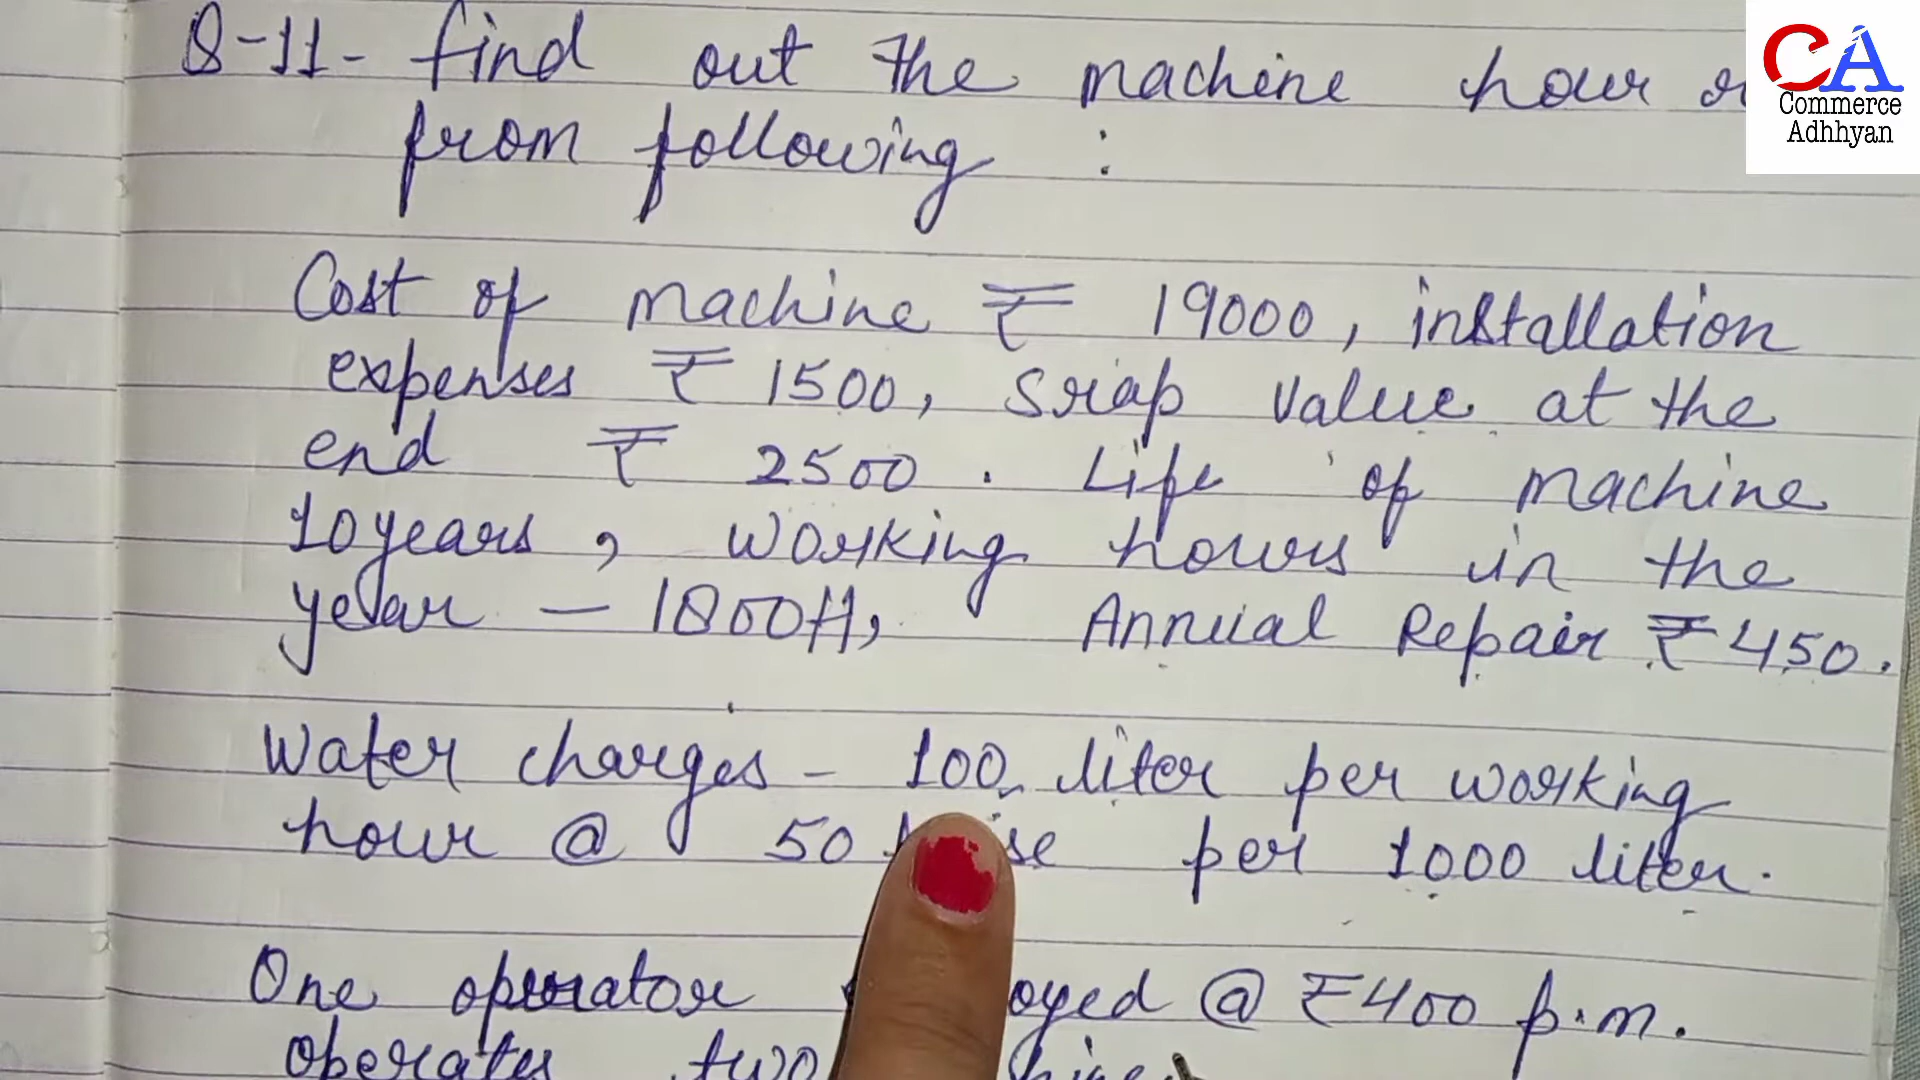 Q-11- find out the machine hour
from following :
Cost of machine ₹ 19000, installation
expenses ₹ 1500, Scrap value at the
end ₹ 2500. Life of machine
10 years, working hours in the
year - 1800H, Annual Repair ₹ 450.
Water charges - 100 liter per working
hour @ 50 per 1000 liter.
One operator @ ₹400 p.m.
operates two
CA
Commerce
Adhhyan